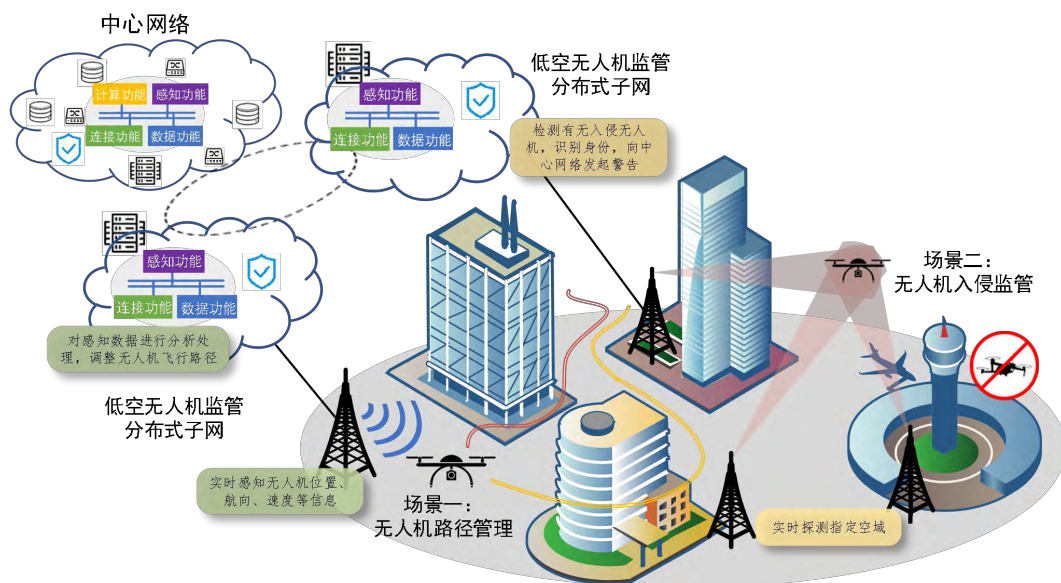 中心网络
计算功能
感知功能
连接功能
数据功能
低空无人机监管
分布式子网
感知功能
连接功能
数据功能
检测有无入侵无人
机，识别身份，向中
心网络发起警告
感知功能
连接功能
数据功能
对感知数据进行分析处
理，调整无人机飞行路径
低空无人机监管
分布式子网
场景二：
无人机入侵监管
实时感知无人机位置、
航向、速度等信息
场景一：
无人机路径管理
实时探测指定空域